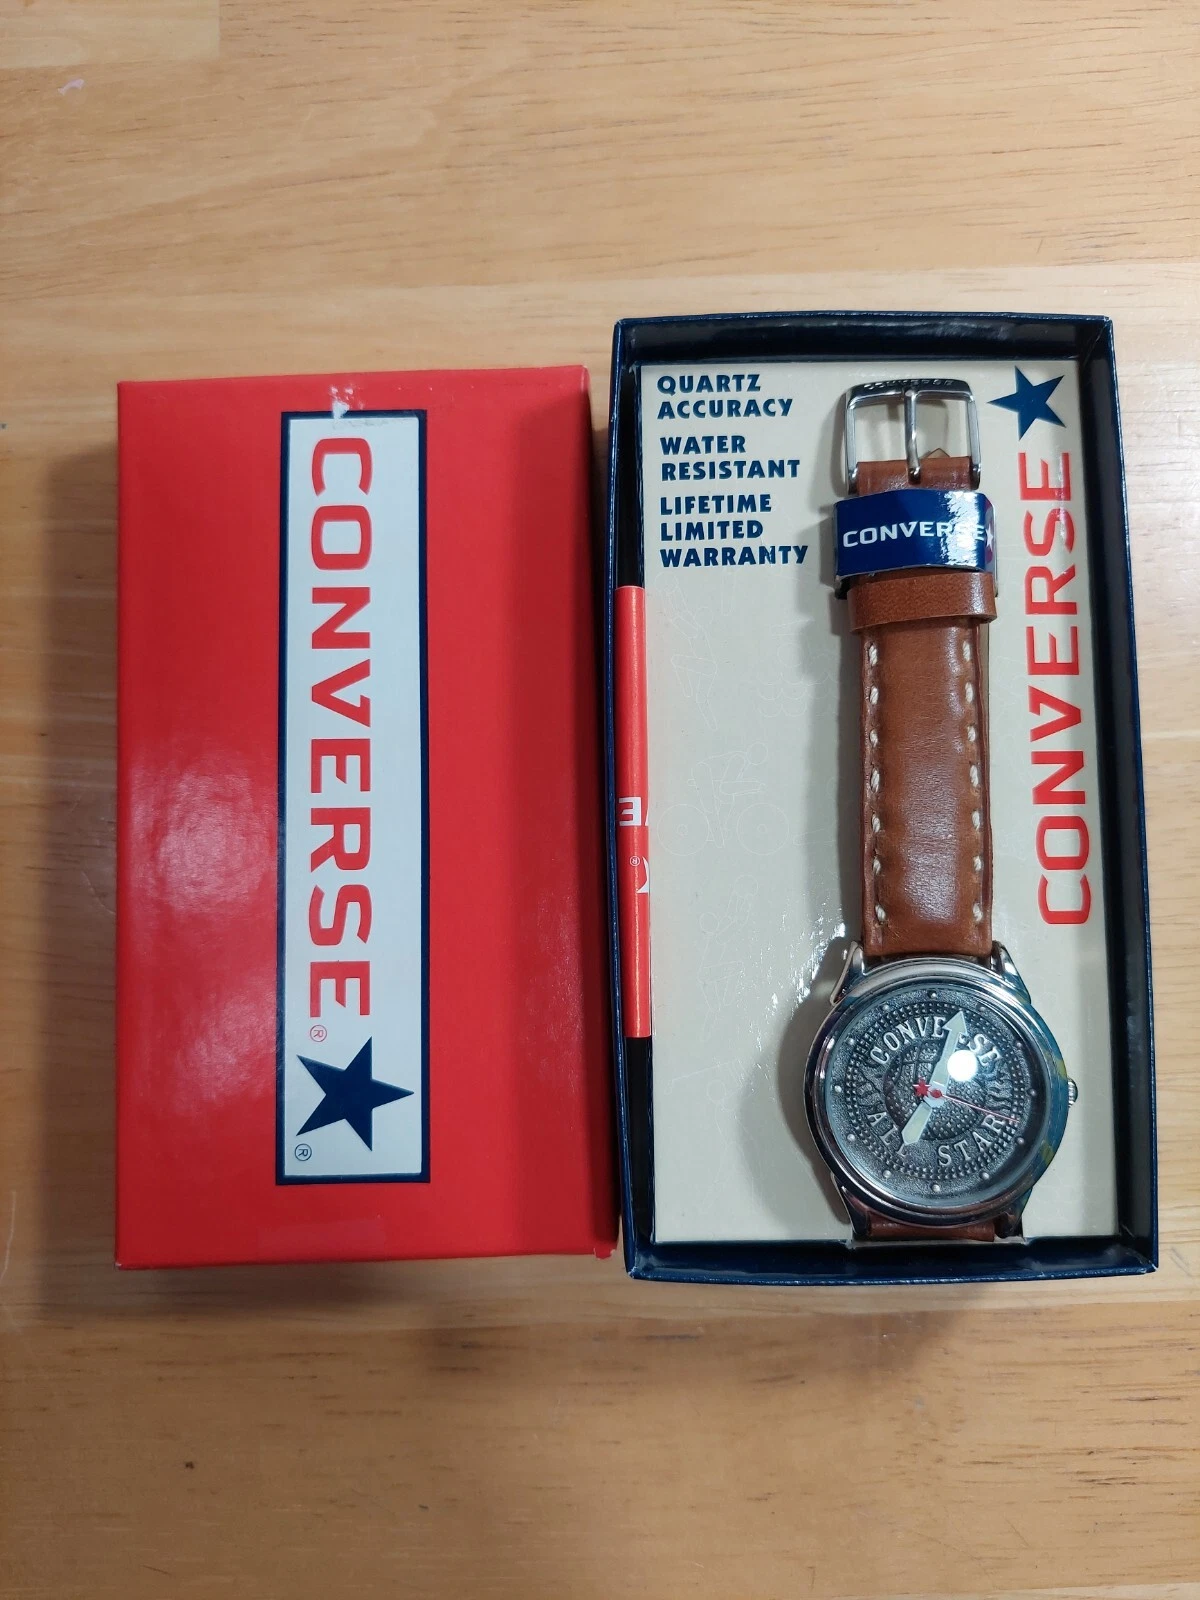 CONVERSE®
®
QUARTZ
ACCURACY
WATER
RESISTANT
LIFETIME
LIMITED
WARRANTY
CONVERSE
CONVERSE
E
®
CONVERSE
ALL STAR